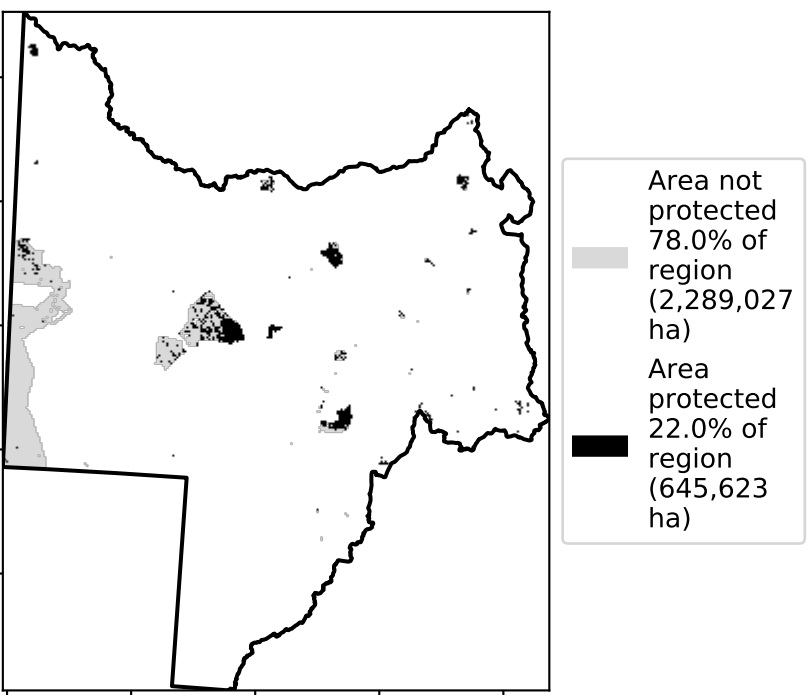 Area not
protected
78.0% of
region
(2,289,027
ha)
Area
protected
22.0% of
region
(645,623
ha)